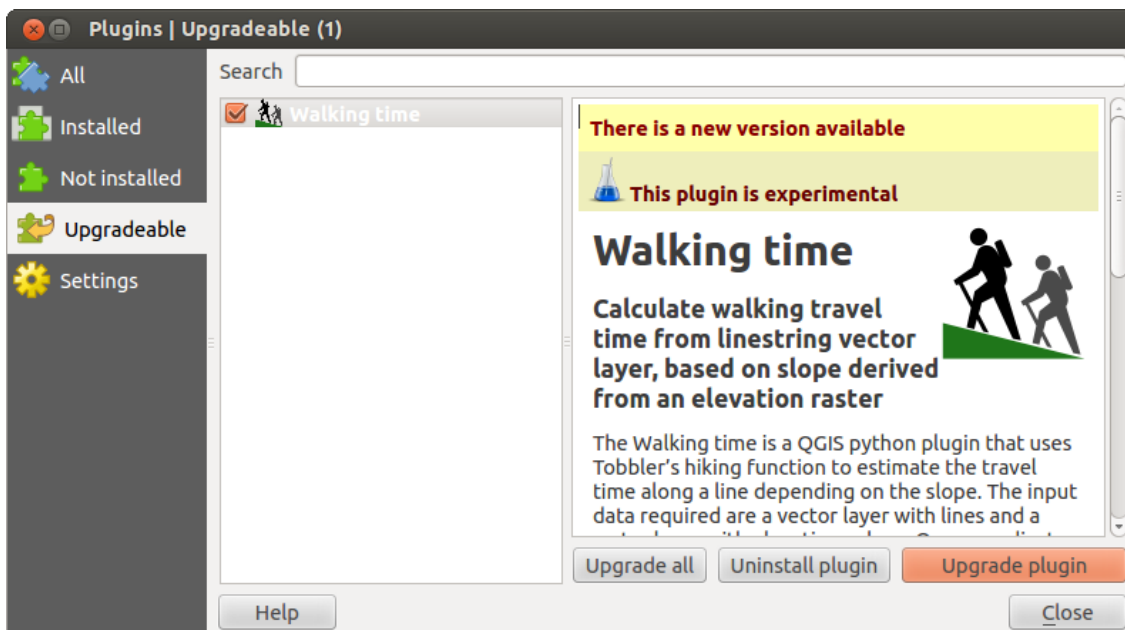 Plugins | Upgradeable (1)
All
Installed
Not installed
Upgradeable
Settings
Search
Walking time
There is a new version available
This plugin is experimental
Walking time
Calculate walking travel
time from linestring vector
layer, based on slope derived
from an elevation raster
The Walking time is a QGIS python plugin that uses
Tobbler's hiking function to estimate the travel
time along a line depending on the slope. The input
data required are a vector layer with lines and a
Upgrade all
Uninstall plugin
Upgrade plugin
Help
Close